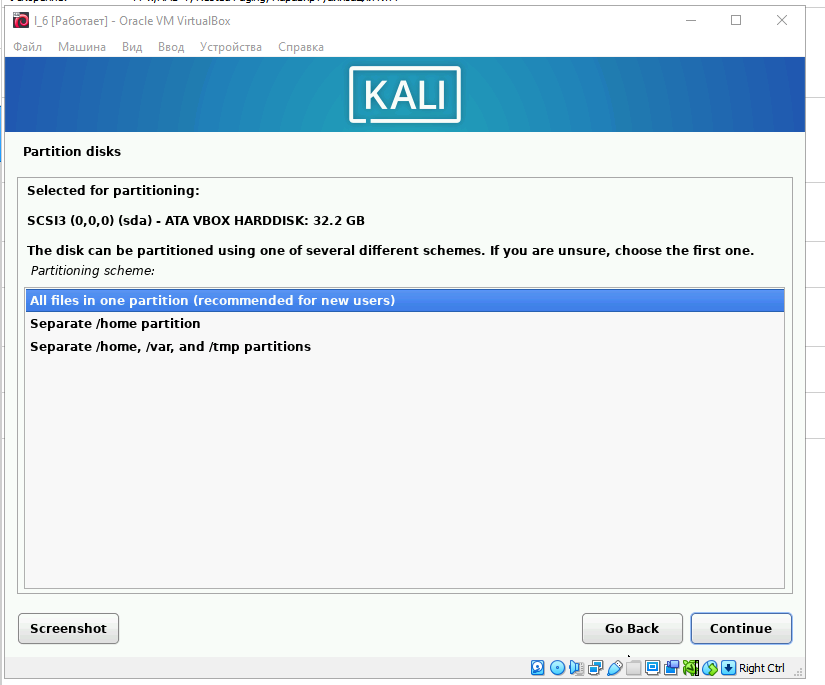 l_6 [Работает] - Oracle VM VirtualBox
Файл Машина Вид Ввод Устройства Справка
KALI
Partition disks
Selected for partitioning:
SCSI3 (0,0,0) (sda) - ATA VBOX HARDDISK: 32.2 GB
The disk can be partitioned using one of several different schemes. If you are unsure, choose the first one.
Partitioning scheme:
All files in one partition (recommended for new users)
Separate /home partition
Separate /home, /var, and /tmp partitions
Screenshot Go Back Continue
Right Ctrl